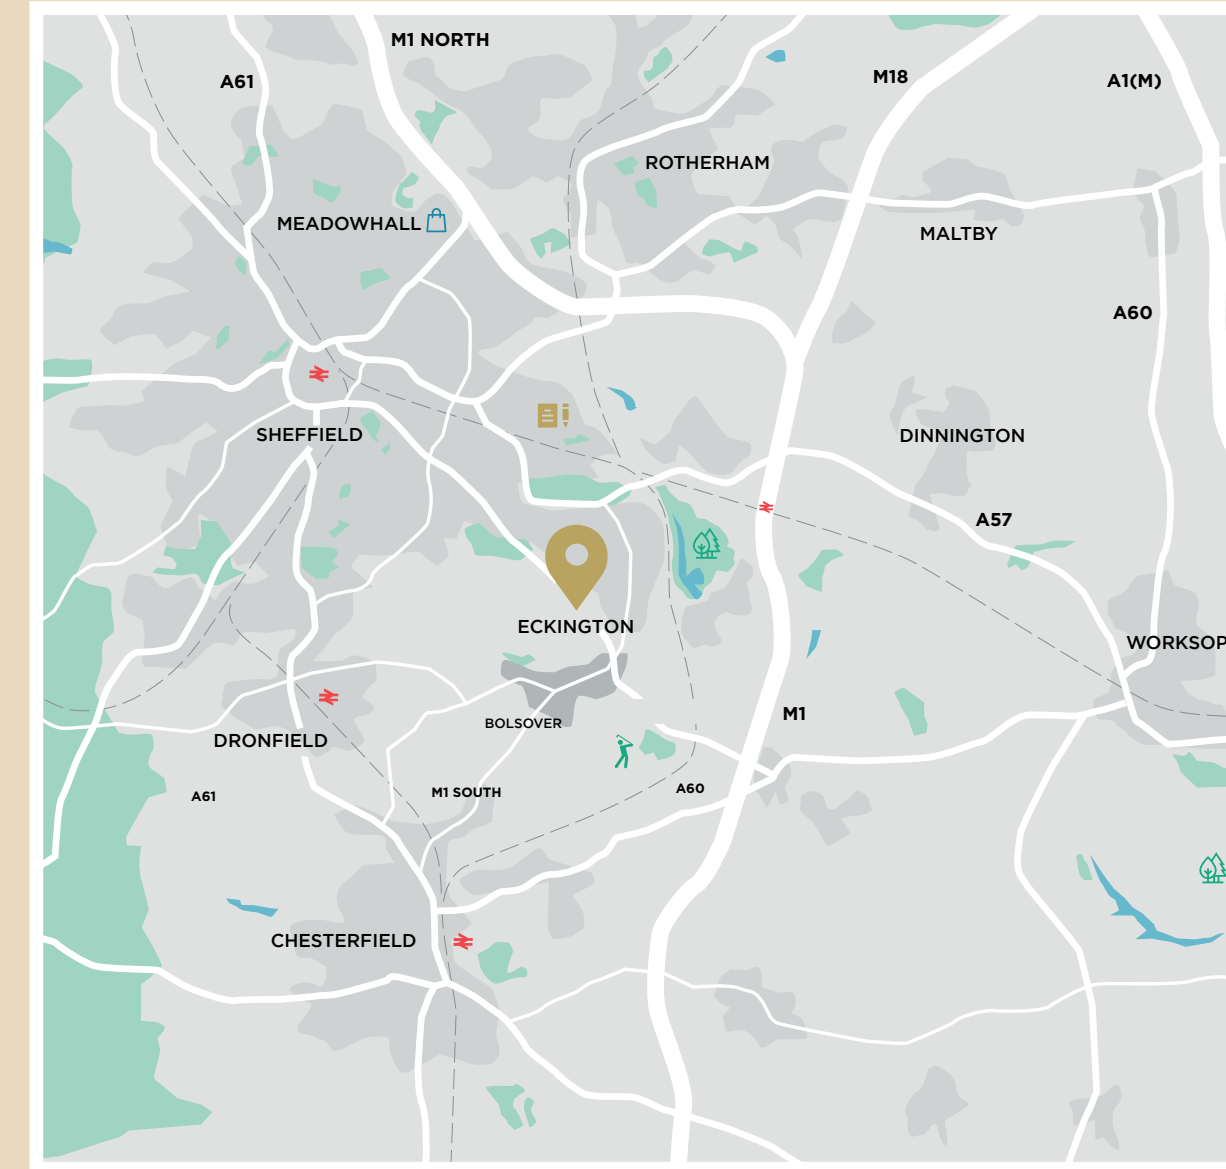 M1 NORTH
A61
M18
A1(M)
ROTHERHAM
MEADOWHALL
MALTBY
A60
SHEFFIELD
DINNINGTON
A57
ECKINGTON
WORKSOP
M1
BOLSOVER
DRONFIELD
A61
M1 SOUTH
A60
CHESTERFIELD